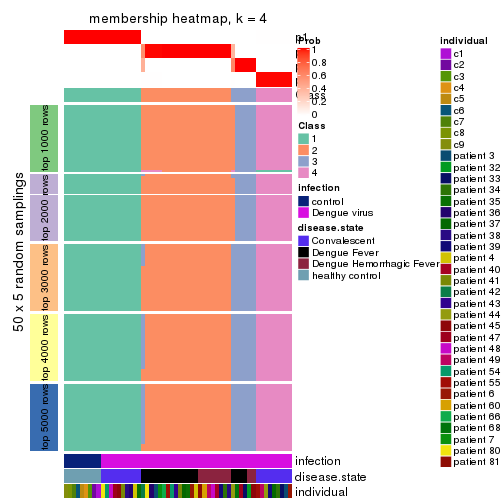 membership heatmap, k = 4
50 x 5 random samplings
top 1000 rows
top 2000 rows
top 3000 rows
top 4000 rows
top 5000 rows
p1
Prob
1
0.8
0.6
0.4
0.2
0
Class
1
2
3
4
infection
control
Dengue virus
disease.state
Convalescent
Dengue Fever
Dengue Hemorrhagic Fever
healthy control
infection
disease.state
individual
individual
c1
c2
c3
c4
c5
c6
c7
c8
c9
patient 3
patient 32
patient 33
patient 34
patient 35
patient 36
patient 37
patient 38
patient 39
patient 4
patient 40
patient 41
patient 42
patient 43
patient 44
patient 45
patient 47
patient 48
patient 49
patient 54
patient 55
patient 6
patient 60
patient 66
patient 68
patient 7
patient 80
patient 81